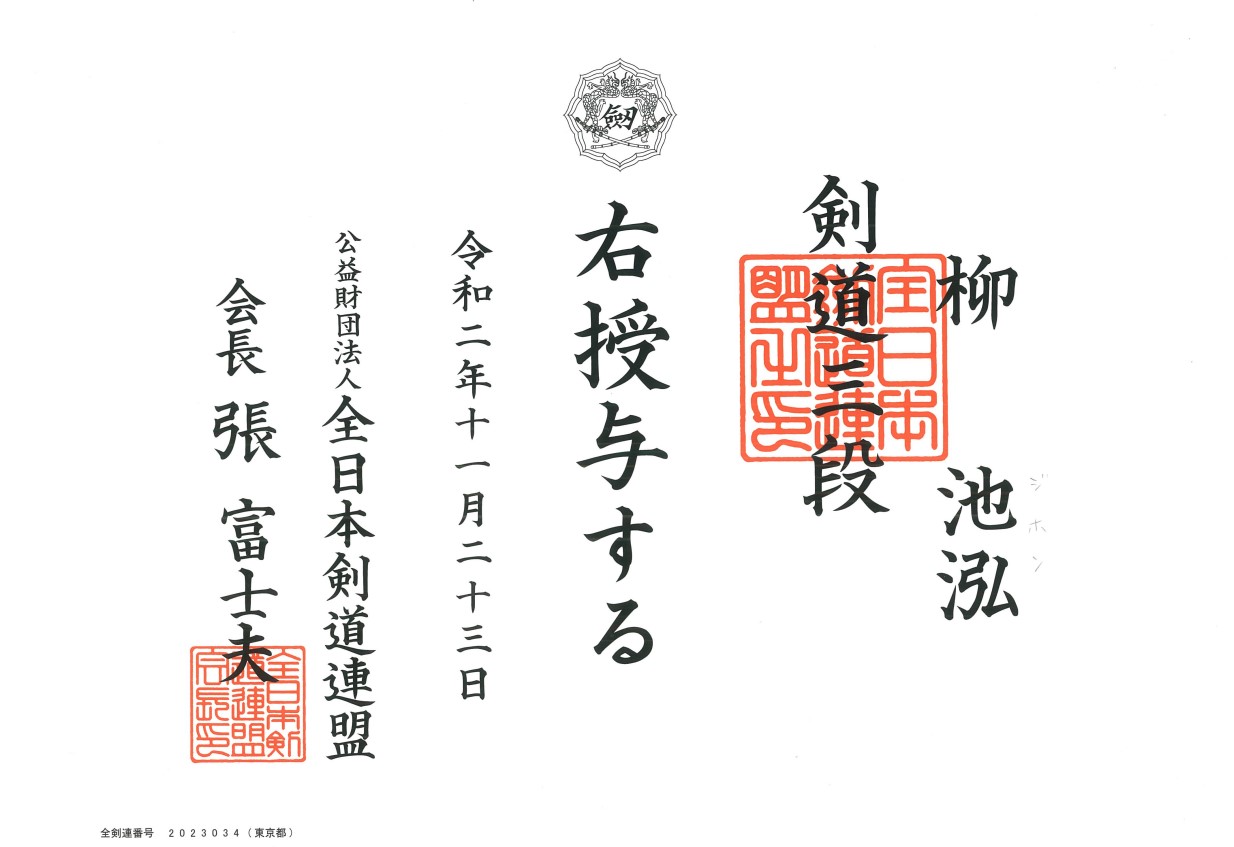 劔
柳 池泓
ジホン
剣道三段
全日本剣道連盟之印
右授与する
令和二年十一月二十三日
公益財団法人全日本剣道連盟
会長 張 富士夫
全日本剣道連盟会長印
全剣連番号 2023034(東京都)